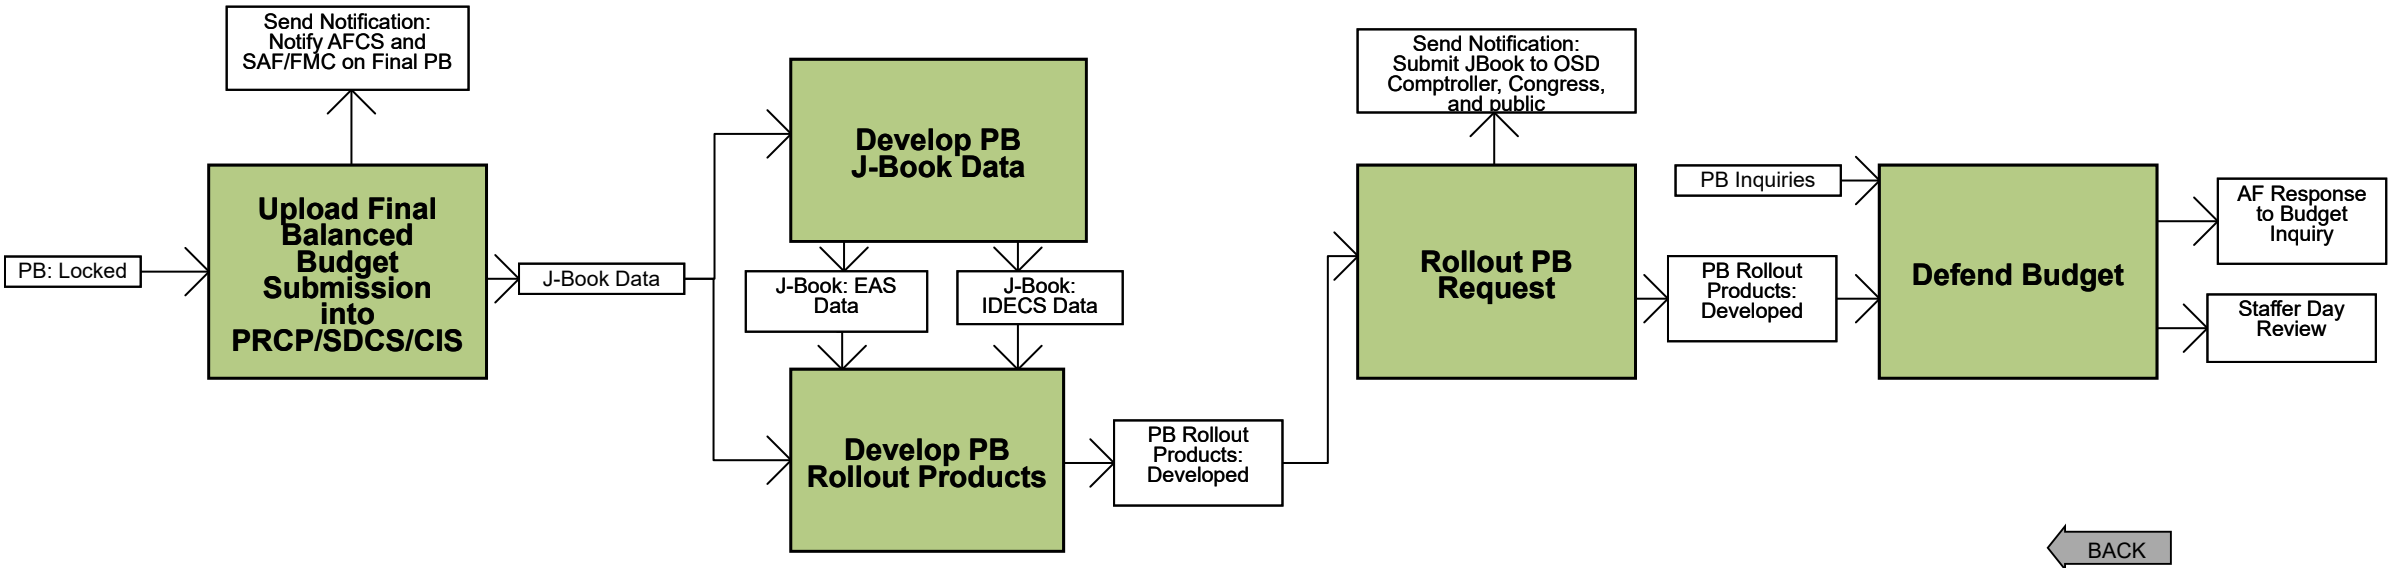 Send Notification:
Notify AFCS and
SAF/FMC on Final PB
PB: Locked
Upload Final
Balanced
Budget
Submission
into
PRCP/SDCS/CIS
J-Book Data
Develop PB
J-Book Data
J-Book: EAS
Data
J-Book:
IDECS Data
Develop PB
Rollout Products
PB Rollout
Products:
Developed
Send Notification:
Submit JBook to OSD
Comptroller, Congress,
and public
Rollout PB
Request
PB Inquiries
PB Rollout
Products:
Developed
Defend Budget
AF Response
to Budget
Inquiry
Staffer Day
Review
BACK